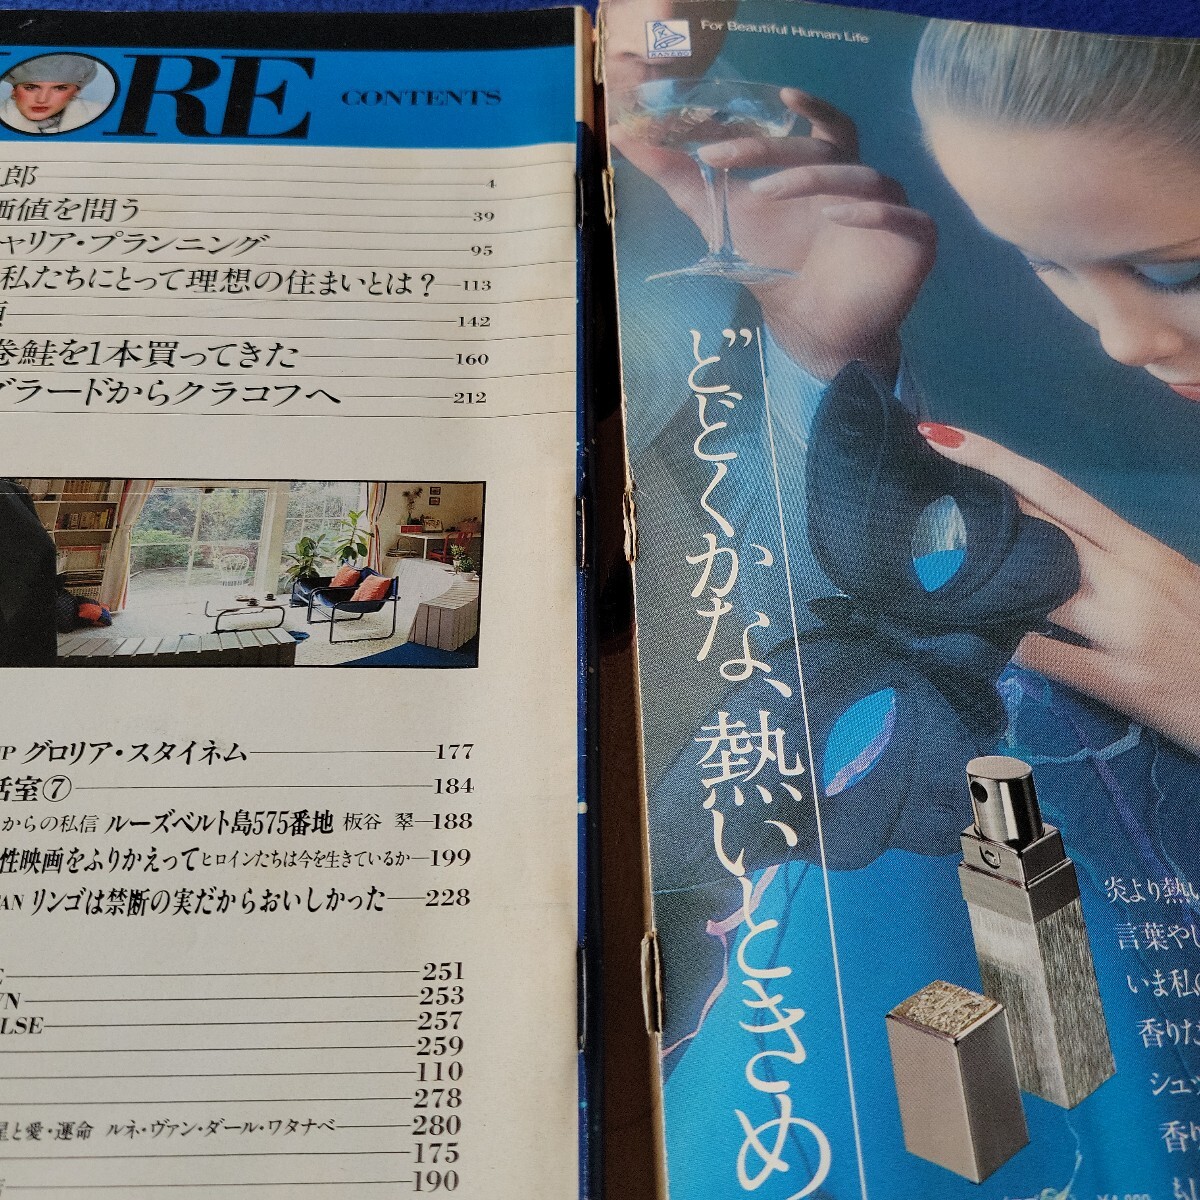 MORE
CONTENTS
郎 4
価値を問う 39
キャリア・プランニング 95
私たちにとって理想の住まいとは? 113
142
巻鮭を1本買ってきた 160
グラードからクラコフへ 212
UP グロリア・スタイネム 177
活室⑦ 184
からの私信 ルーズベルト島575番地 板谷 翠 188
性映画をふりかえって ヒロインたちは今を生きているか 199
リンゴは禁断の実だからおいしかった 228
251
253
257
259
110
278
星と愛・運命 ルネ・ヴァン・ダール・ワタナベ 280
175
190
KANEBO
For Beautiful Human Life
どどくかな、熱いときめ
炎より熱い
言葉やし
いま私の
香りた
シュッ
香り